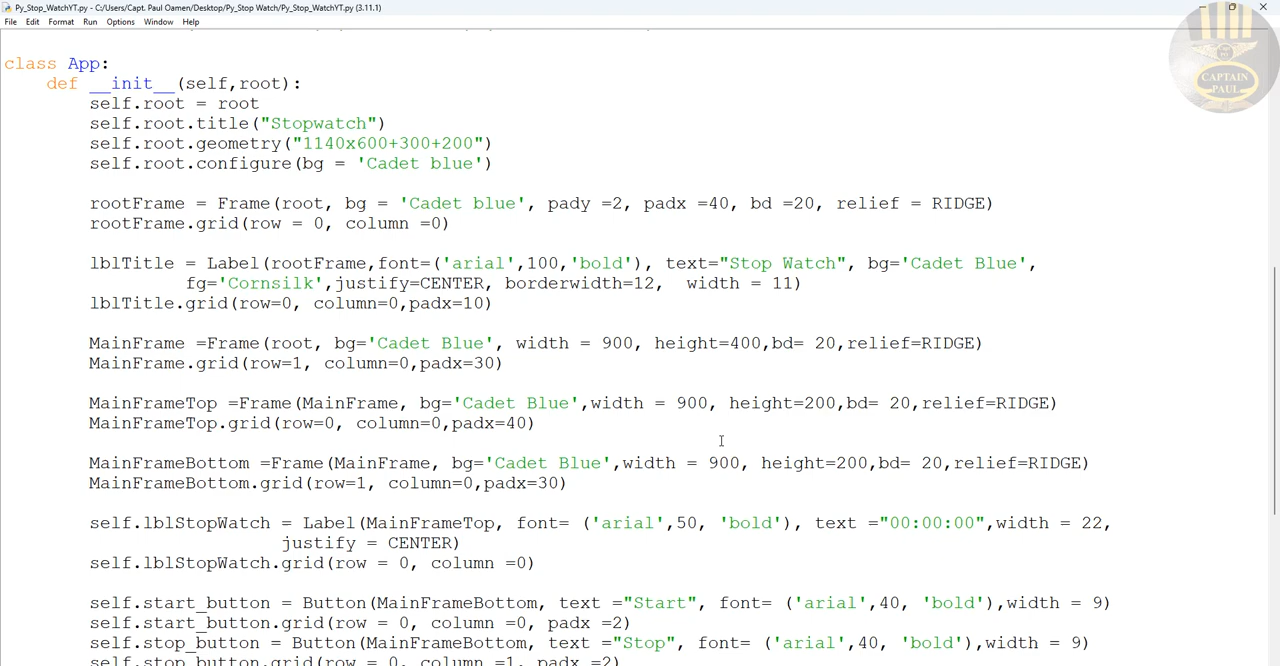 Py_Stop_WatchYT.py - C:/Users/Capt. Paul Oamen/Desktop/Py_Stop Watch/Py_Stop_WatchYT.py (3.11.1)
File Edit Format Run Options Window Help
class App:
    def __init__(self,root):
        self.root = root
        self.root.title("Stopwatch")
        self.root.geometry("1140x600+300+200")
        self.root.configure(bg = 'Cadet blue')
        rootFrame = Frame(root, bg = 'Cadet blue', pady =2, padx =40, bd =20, relief = RIDGE)
        rootFrame.grid(row = 0, column =0)
        lblTitle = Label(rootFrame,font=('arial',100,'bold'), text="Stop Watch", bg='Cadet Blue',
                 fg='Cornsilk',justify=CENTER, borderwidth=12,  width = 11)
        lblTitle.grid(row=0, column=0,padx=10)
        MainFrame =Frame(root, bg='Cadet Blue', width = 900, height=400,bd= 20,relief=RIDGE)
        MainFrame.grid(row=1, column=0,padx=30)
        MainFrameTop =Frame(MainFrame, bg='Cadet Blue',width = 900, height=200,bd= 20,relief=RIDGE)
        MainFrameTop.grid(row=0, column=0,padx=40)
        MainFrameBottom =Frame(MainFrame, bg='Cadet Blue',width = 900, height=200,bd= 20,relief=RIDGE)
        MainFrameBottom.grid(row=1, column=0,padx=30)
        self.lblStopWatch = Label(MainFrameTop, font= ('arial',50, 'bold'), text ="00:00:00",width = 22,
                          justify = CENTER)
        self.lblStopWatch.grid(row = 0, column =0)
        self.start_button = Button(MainFrameBottom, text ="Start", font= ('arial',40, 'bold'),width = 9)
        self.start_button.grid(row = 0, column =0, padx =2)
        self.stop_button = Button(MainFrameBottom, text ="Stop", font= ('arial',40, 'bold'),width = 9)
        self.stop_button.grid(row = 0, column =1, padx =2)
CAPTAIN
PAUL